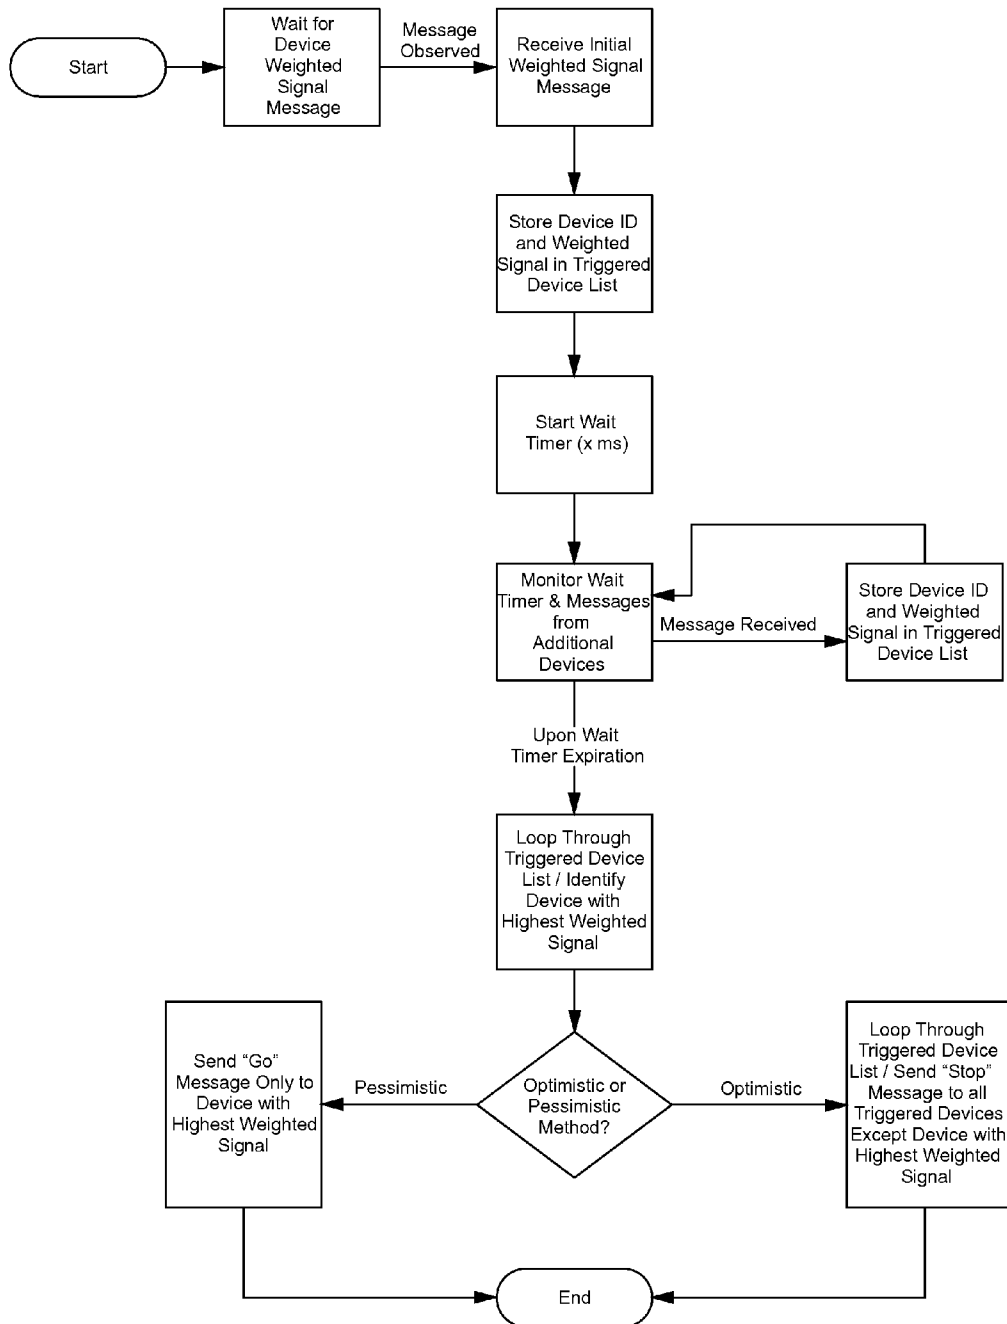 Start
Wait for
Device
Weighted
Signal
Message
Message
Observed
Receive Initial
Weighted Signal
Message
Store Device ID
and Weighted
Signal in Triggered
Device List
Start Wait
Timer (x ms)
Monitor Wait
Timer & Messages
from
Additional
Devices
Message Received
Store Device ID
and Weighted
Signal in Triggered
Device List
Upon Wait
Timer Expiration
Loop Through
Triggered Device
List / Identify
Device with
Highest Weighted
Signal
Optimistic or
Pessimistic
Method?
Pessimistic
Send “Go”
Message Only to
Device with
Highest Weighted
Signal
Optimistic
Loop Through
Triggered Device
List / Send “Stop”
Message to all
Triggered Devices
Except Device with
Highest Weighted
Signal
End